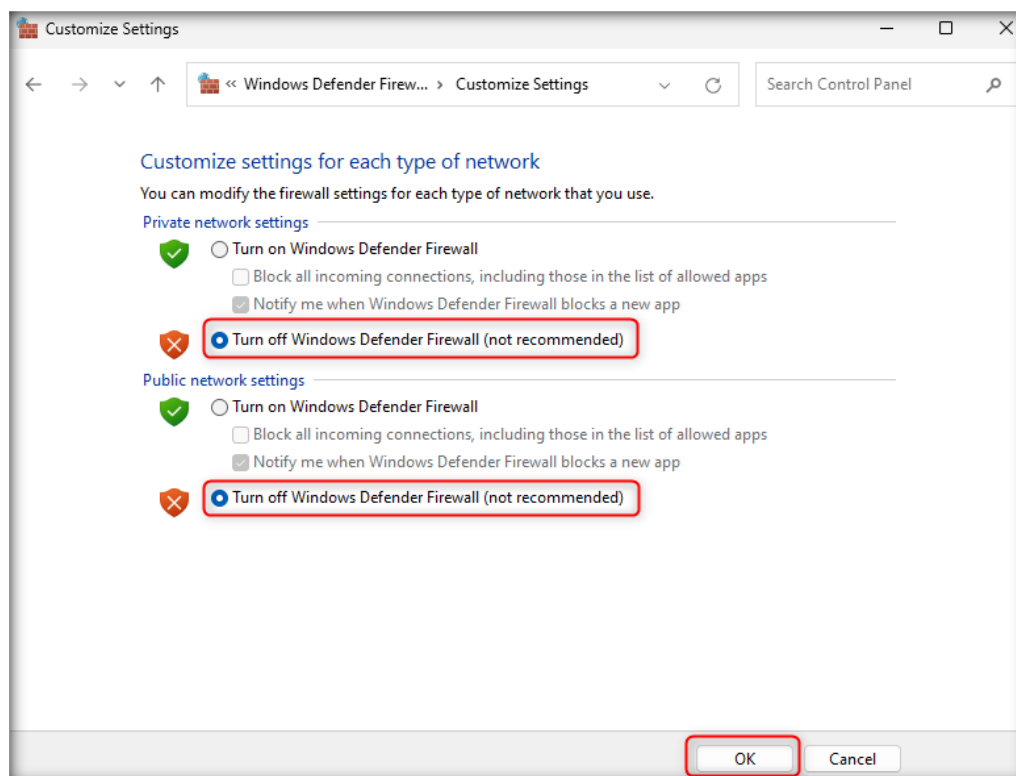 Customize Settings
« Windows Defender Firew... › Customize Settings
Search Control Panel
Customize settings for each type of network
You can modify the firewall settings for each type of network that you use.
Private network settings
Turn on Windows Defender Firewall
Block all incoming connections, including those in the list of allowed apps
Notify me when Windows Defender Firewall blocks a new app
Turn off Windows Defender Firewall (not recommended)
Public network settings
Turn on Windows Defender Firewall
Block all incoming connections, including those in the list of allowed apps
Notify me when Windows Defender Firewall blocks a new app
Turn off Windows Defender Firewall (not recommended)
OK
Cancel